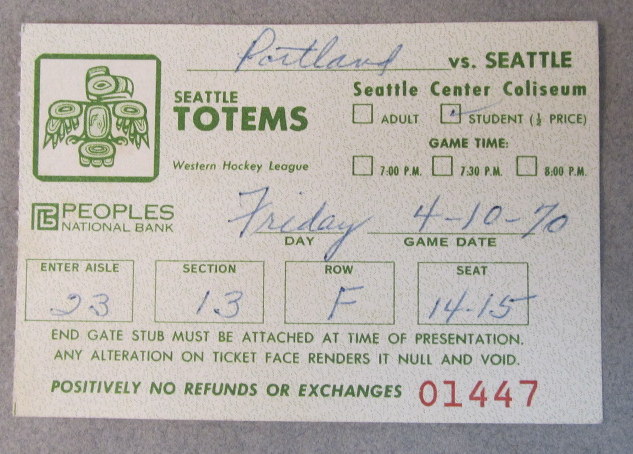 Portland vs. SEATTLE
SEATTLE
TOTEMS
Western Hockey League
Seattle Center Coliseum
ADULT STUDENT (½ PRICE)
GAME TIME:
7:00 P.M. 7:30 P.M. 8:00 P.M.
PEOPLES
NATIONAL BANK
Friday 4-10-70
DAY GAME DATE
ENTER AISLE SECTION ROW SEAT
23 13 F 14-15
END GATE STUB MUST BE ATTACHED AT TIME OF PRESENTATION.
ANY ALTERATION ON TICKET FACE RENDERS IT NULL AND VOID.
POSITIVELY NO REFUNDS OR EXCHANGES 01447